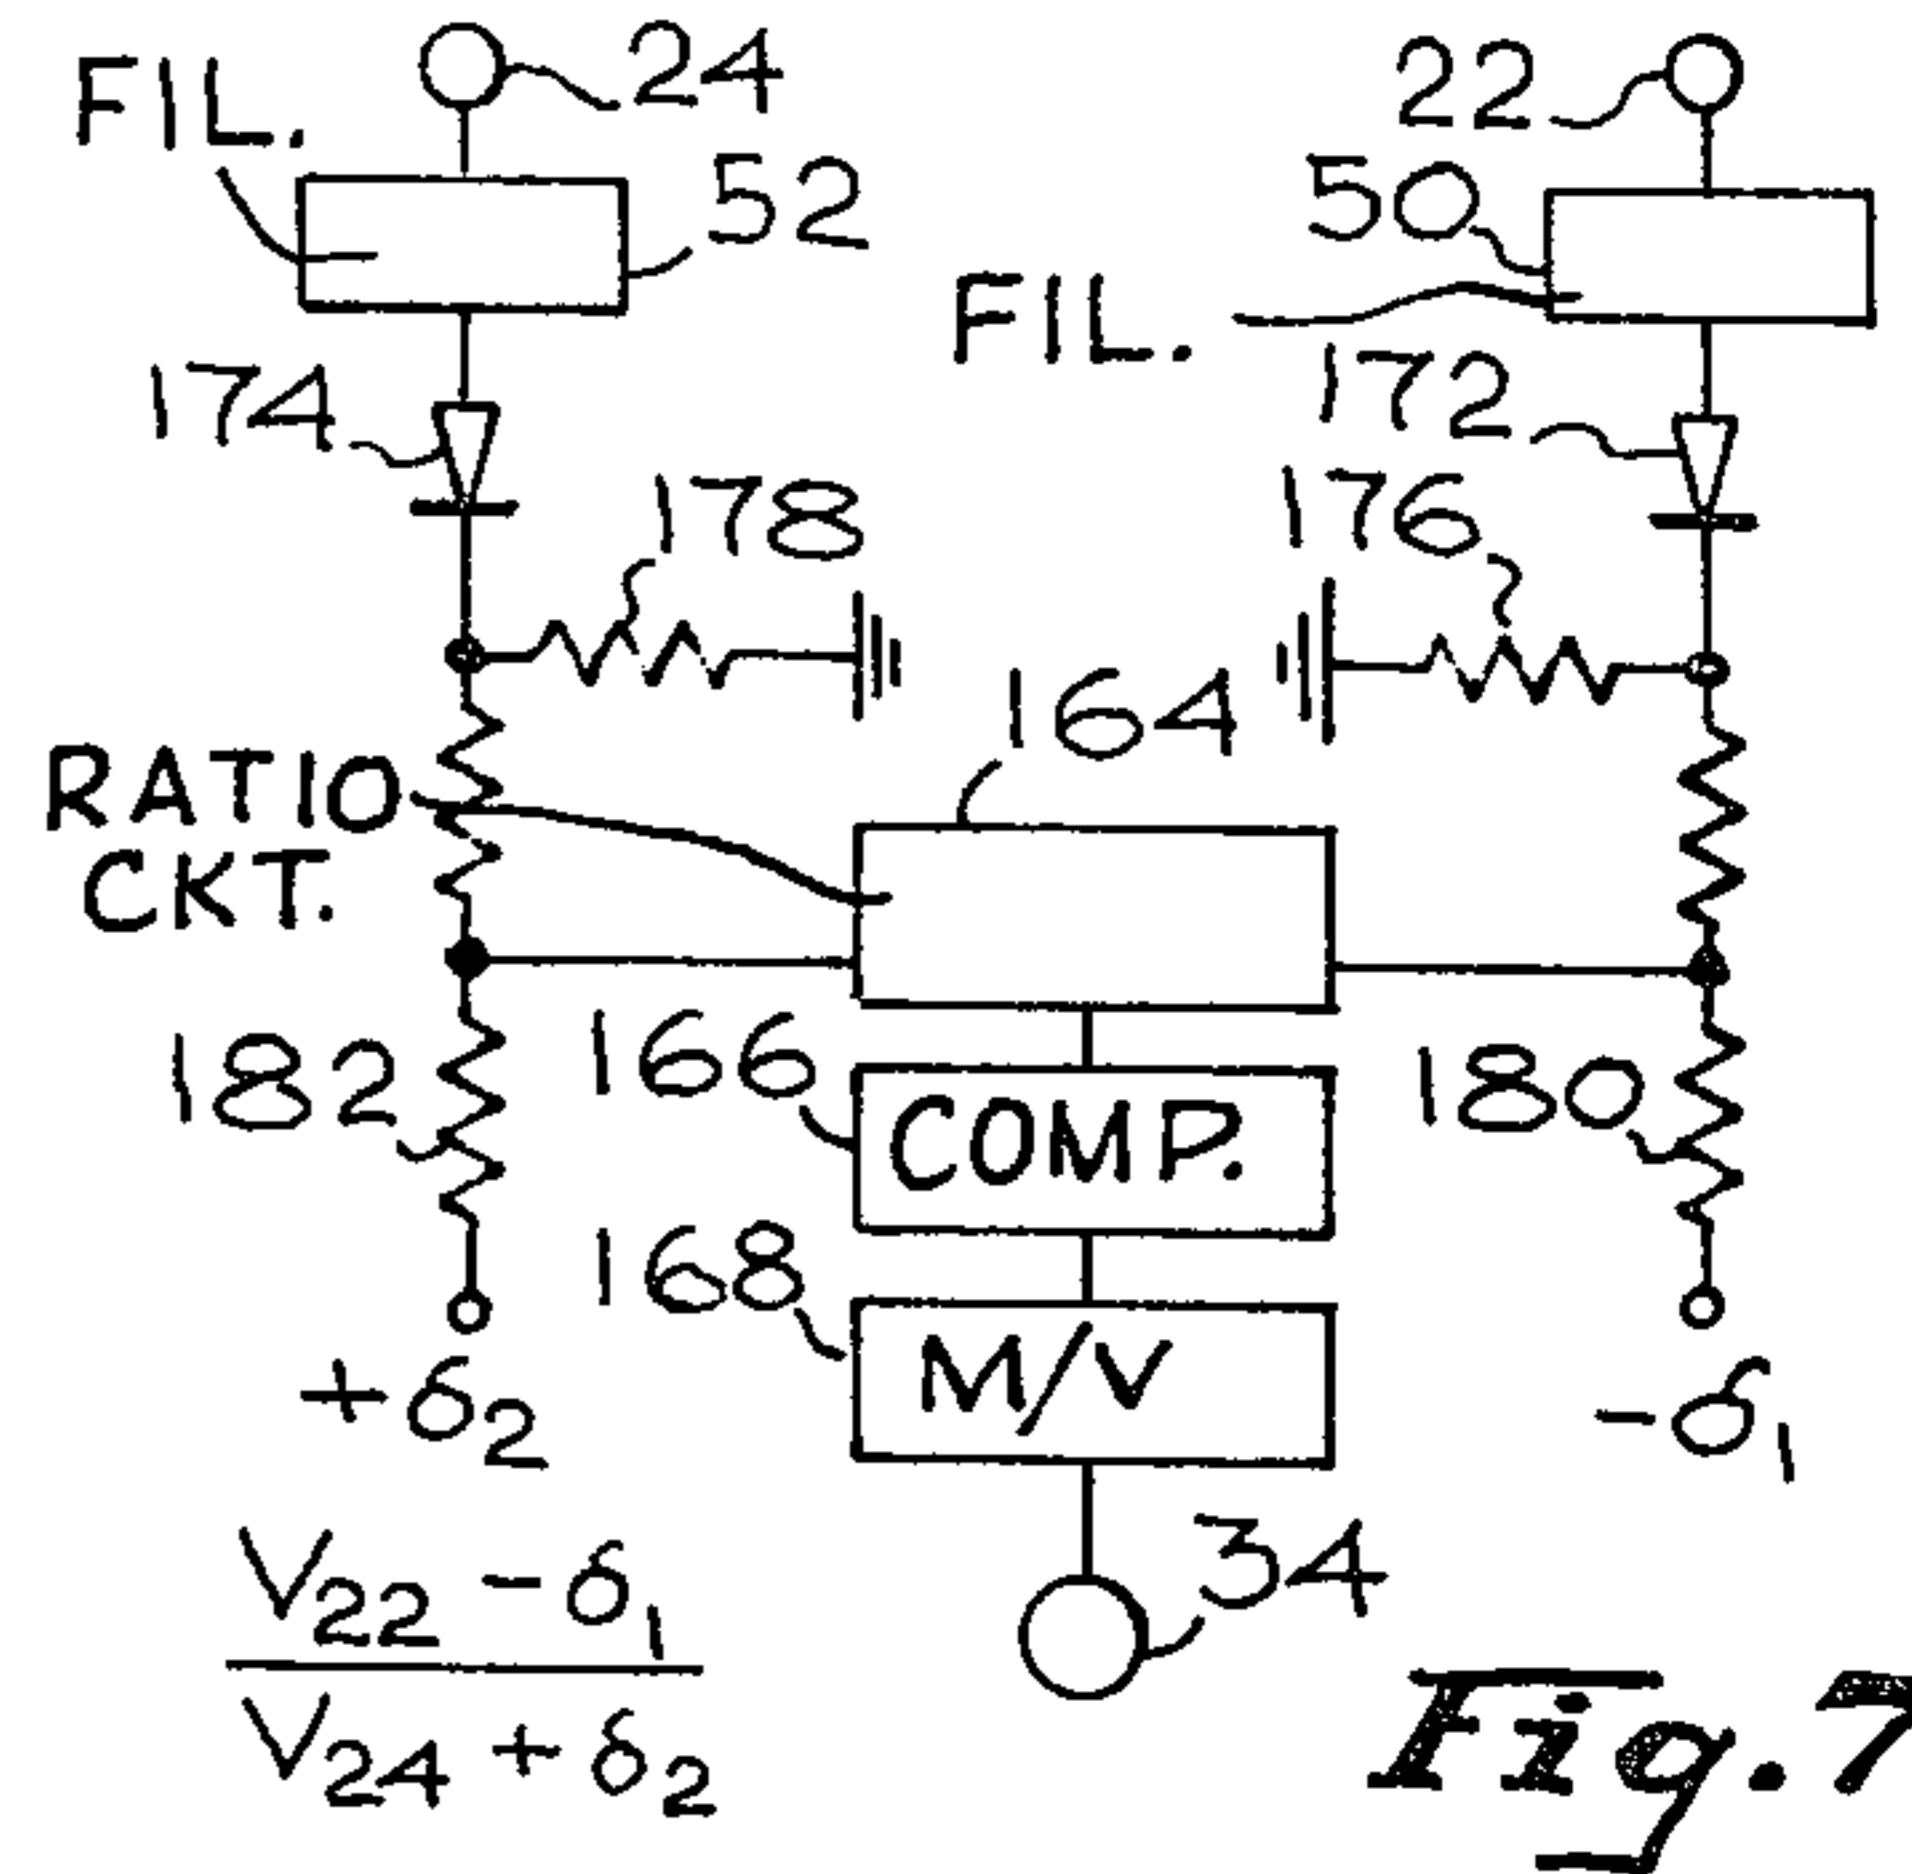 24
22
FIL.
52
50
FIL.
174
172
178
176
164
RATIO
CKT.
182
166
COMP.
180
168
M/V
+δ2
-δ1
34
V22 -δ1
V24 +δ2
Fig. 7